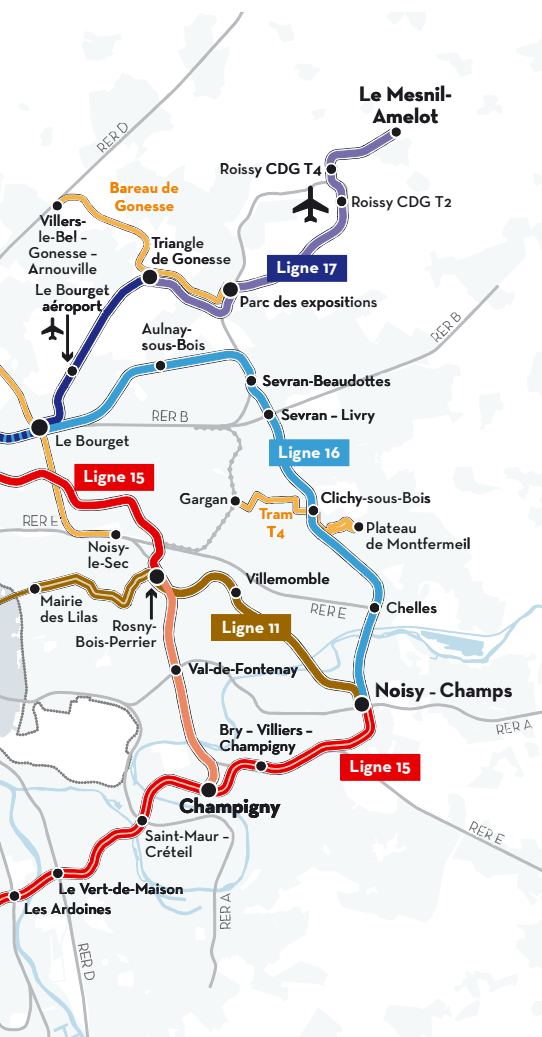 Le Mesnil-
Amelot
RER D
Roissy CDG T4
Roissy CDG T2
Bareau de
Gonesse
Villers-
le-Bel –
Gonesse –
Arnouville
Triangle
de Gonesse
Ligne 17
Le Bourget
aéroport
Parc des expositions
Aulnay-
sous-Bois
RER B
Sevran-Beaudottes
RER B
Sevran – Livry
Le Bourget
Ligne 16
Ligne 15
Gargan
Clichy-sous-Bois
Tram
T4
RER E
Plateau
de Montfermeil
Noisy-
le-Sec
Villemomble
Mairie
des Lilas
RER E
Chelles
Rosny-
Bois-Perrier
Ligne 11
Val-de-Fontenay
Noisy - Champs
RER A
Bry – Villiers –
Champigny
Ligne 15
Champigny
Saint-Maur –
Créteil
RER E
Le Vert-de-Maison
Les Ardoines
RER A
RER D